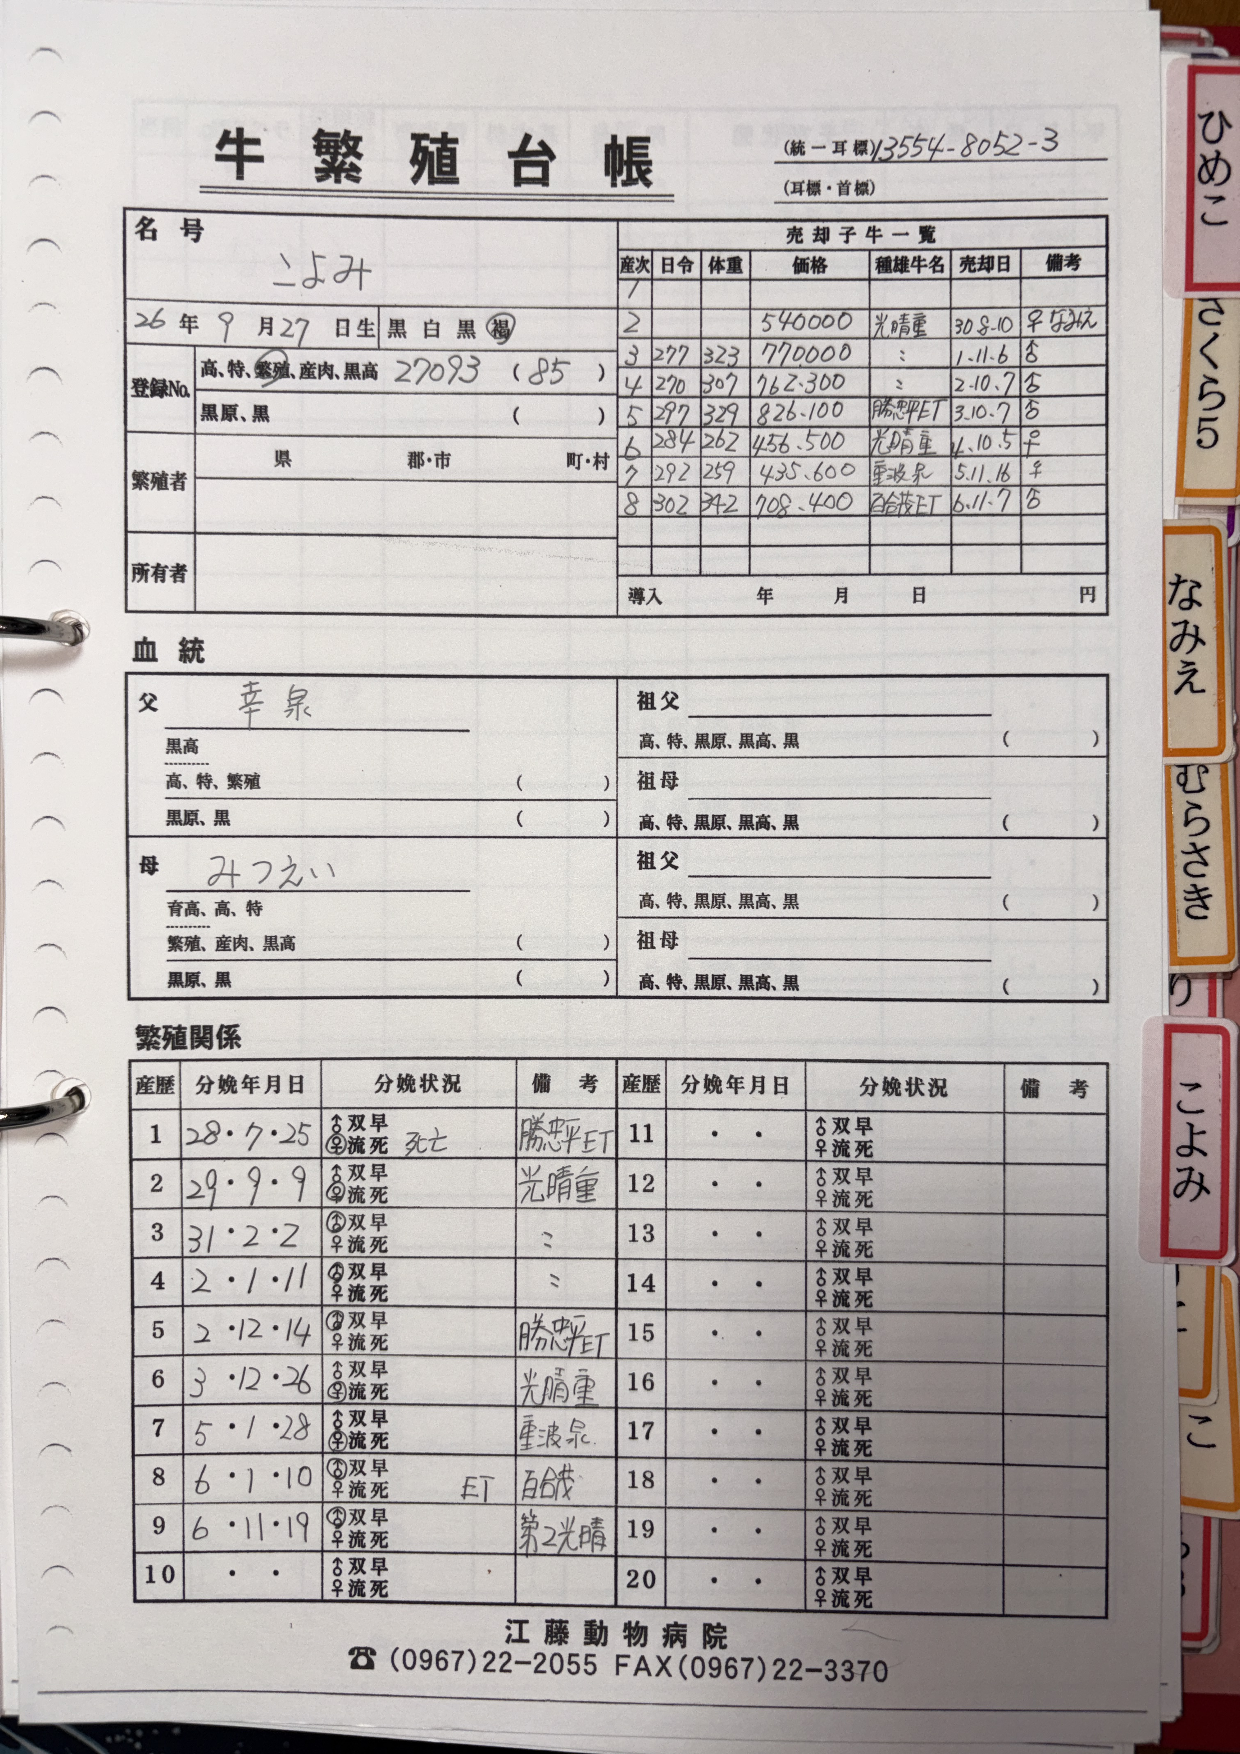 牛繁殖台帳
(統一耳標)13554-8052-3
(耳標・首標)
名号
こよみ
26年9月27日生 黒 白 黒 褐
登録No. 高、特、繁殖、産肉、黒高 27093 (85)
黒原、黒 ( )
繁殖者 県 郡・市 町・村
所有者
売却子牛一覧
産次 日令 体重 価格 種雄牛名 売却日 備考
1
2 540000 光晴重 30 8-10 ♀ なみえ
3 277 323 770000 〃 1.11.6 ♂
4 270 307 762.300 〃 2.10.7 ♂
5 297 329 826.100 勝忠平ET 3.10.7 ♂
6 284 262 456.500 光晴重 4.10.5 ♀
7 292 259 435.600 重波泉 5.11.16 ♀
8 302 342 708.400 百合茂ET 6.11.7 ♂
導入 年 月 日 円
血統
父 幸泉
黒高
高、特、繁殖 ( )
黒原、黒 ( )
祖父
高、特、黒原、黒高、黒 ( )
祖母
高、特、黒原、黒高、黒 ( )
母 みつえい
育高、高、特
繁殖、産肉、黒高 ( )
黒原、黒 ( )
祖父
高、特、黒原、黒高、黒 ( )
祖母
高、特、黒原、黒高、黒 ( )
繁殖関係
産歴 分娩年月日 分娩状況 備考 産歴 分娩年月日 分娩状況 備考
1 28・7・25 ♂双早 ♀流死 死亡 勝忠平ET 11 ・ ・ ♂双早 ♀流死
2 29・9・9 ♂双早 ♀流死 光晴重 12 ・ ・ ♂双早 ♀流死
3 31・2・2 ♂双早 ♀流死 〃 13 ・ ・ ♂双早 ♀流死
4 2・1・11 ♂双早 ♀流死 〃 14 ・ ・ ♂双早 ♀流死
5 2・12・14 ♂双早 ♀流死 勝忠平ET 15 ・ ・ ♂双早 ♀流死
6 3・12・26 ♂双早 ♀流死 光晴重 16 ・ ・ ♂双早 ♀流死
7 5・1・28 ♂双早 ♀流死 重波泉 17 ・ ・ ♂双早 ♀流死
8 6・1・10 ♂双早 ♀流死 ET 百合茂 18 ・ ・ ♂双早 ♀流死
9 6・11・19 ♂双早 ♀流死 第2光晴 19 ・ ・ ♂双早 ♀流死
10 ・ ・ ♂双早 ♀流死 20 ・ ・ ♂双早 ♀流死
江藤動物病院
☎(0967)22-2055 FAX(0967)22-3370
ひめこ
さくら5
なみえ
むらさき
り
こよみ
こ